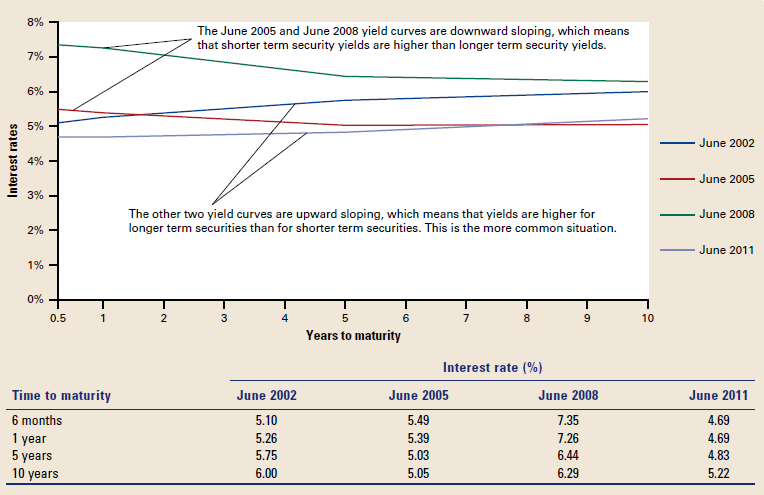 8%
The June 2005 and June 2008 yield curves are downward sloping, which means
that shorter term security yields are higher than longer term security yields.
7%
6%
5%
4%
3%
2%
1%
0%
Interest rates
June 2002
June 2005
June 2008
June 2011
The other two yield curves are upward sloping, which means that yields are higher for
longer term securities than for shorter term securities. This is the more common situation.
0.5 1 2 3 4 5 6 7 8 9 10
Years to maturity
Interest rate (%)
Time to maturity June 2002 June 2005 June 2008 June 2011
6 months 5.10 5.49 7.35 4.69
1 year 5.26 5.39 7.26 4.69
5 years 5.75 5.03 6.44 4.83
10 years 6.00 5.05 6.29 5.22